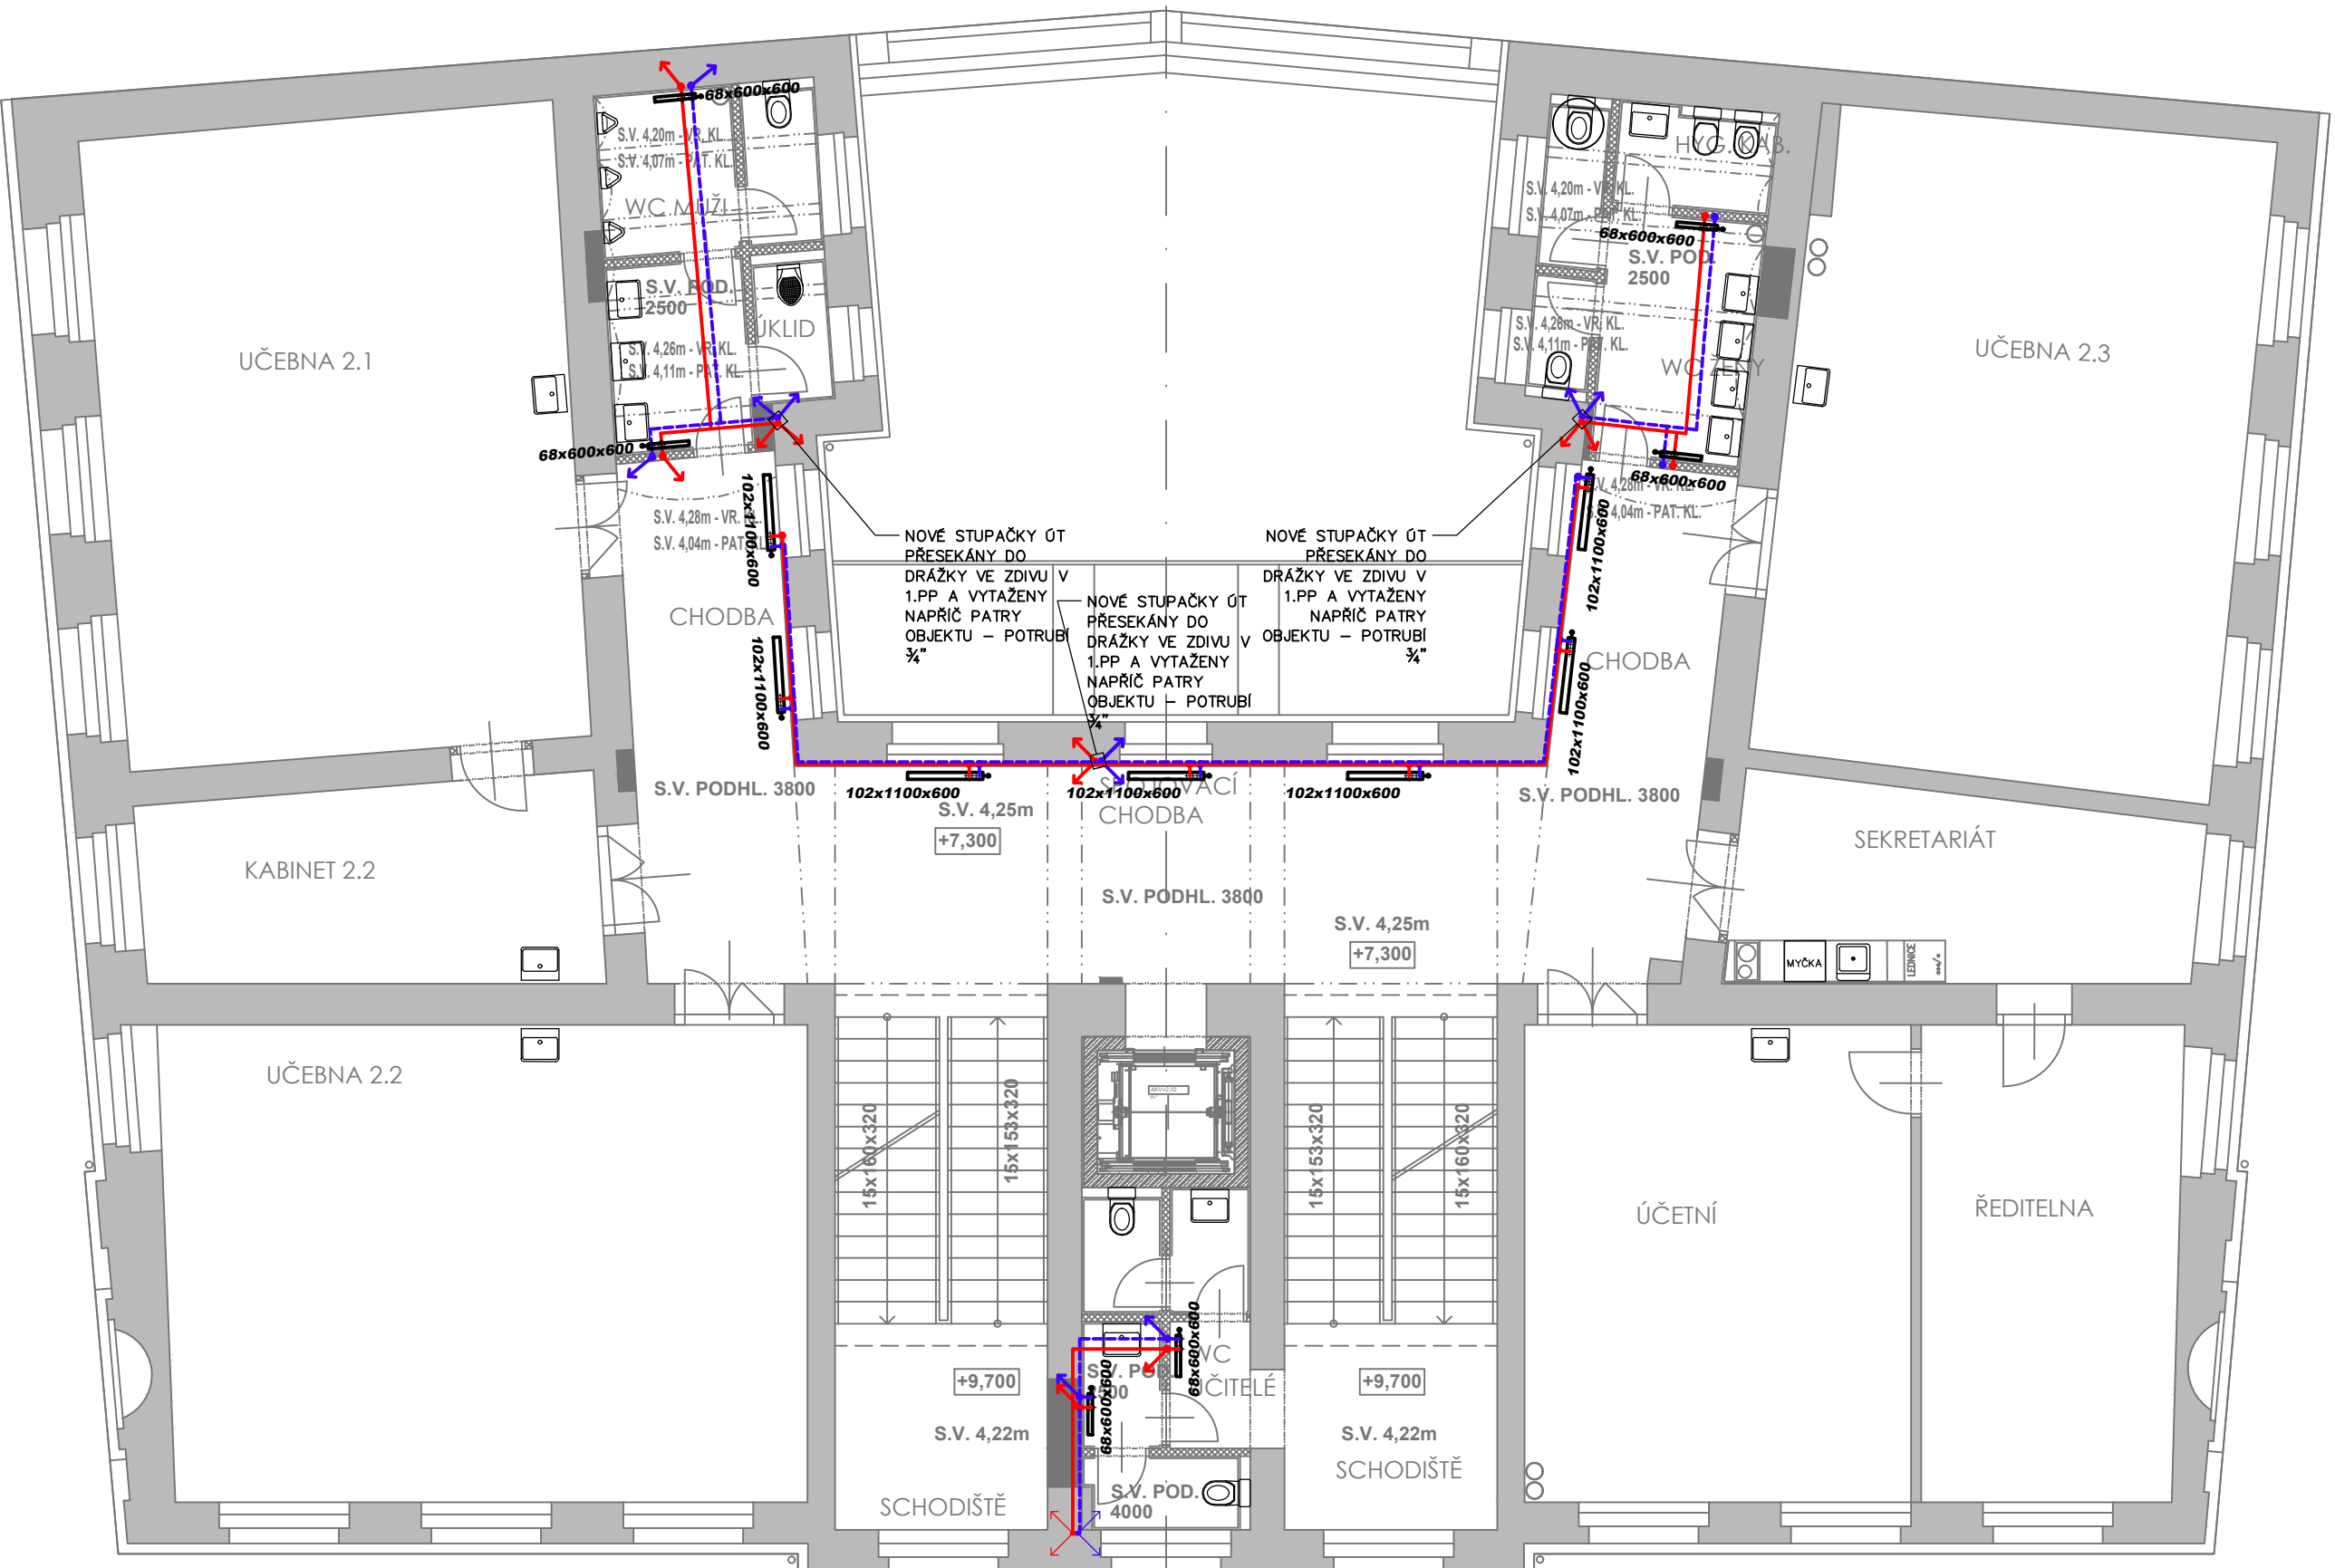 68x600x600
S.V. 4,20m - VR. KL.
S.V. 4,07m - PAT. KL.
WC MUŽI
S.V. POD.
2500
ÚKLID
S.V. 4,26m - VR. KL.
S.V. 4,11m - PAT. KL.
68x600x600
UČEBNA 2.1
102x1100x600
S.V. 4,28m - VR. KL.
S.V. 4,04m - PAT. KL.
CHODBA
102x1100x600
NOVÉ STUPAČKY ÚT
PŘESEKÁNY DO
DRÁŽKY VE ZDIVU V
1.PP A VYTAŽENY
NAPŘÍČ PATRY
OBJEKTU – POTRUBÍ
¾"
NOVÉ STUPAČKY ÚT
PŘESEKÁNY DO
DRÁŽKY VE ZDIVU V
1.PP A VYTAŽENY
NAPŘÍČ PATRY
OBJEKTU – POTRUBÍ
¾"
NOVÉ STUPAČKY ÚT
PŘESEKÁNY DO
DRÁŽKY VE ZDIVU V
1.PP A VYTAŽENY
NAPŘÍČ PATRY
OBJEKTU – POTRUBÍ
¾"
HYG. KAB.
S.V. 4,20m - VR. KL.
S.V. 4,07m - PAT. KL.
68x600x600
S.V. POD.
2500
S.V. 4,26m - VR. KL.
S.V. 4,11m - PAT. KL.
WC ŽENY
UČEBNA 2.3
68x600x600
S.V. 4,28m - VR. KL.
S.V. 4,04m - PAT. KL.
102x1100x600
CHODBA
102x1100x600
S.V. PODHL. 3800
102x1100x600
102x1100x600
102x1100x600
S.V. PODHL. 3800
S.V. 4,25m
+7,300
SPOJOVACÍ
CHODBA
KABINET 2.2
SEKRETARIÁT
S.V. PODHL. 3800
S.V. 4,25m
+7,300
MYČKA
LEDNICE
UČEBNA 2.2
15x160x320
15x153x320
15x153x320
15x160x320
ÚČETNÍ
ŘEDITELNA
68x600x600
WC
UČITELÉ
S.V. POD.
2500
68x600x600
+9,700
+9,700
S.V. 4,22m
S.V. 4,22m
SCHODIŠTĚ
SCHODIŠTĚ
S.V. POD.
4000